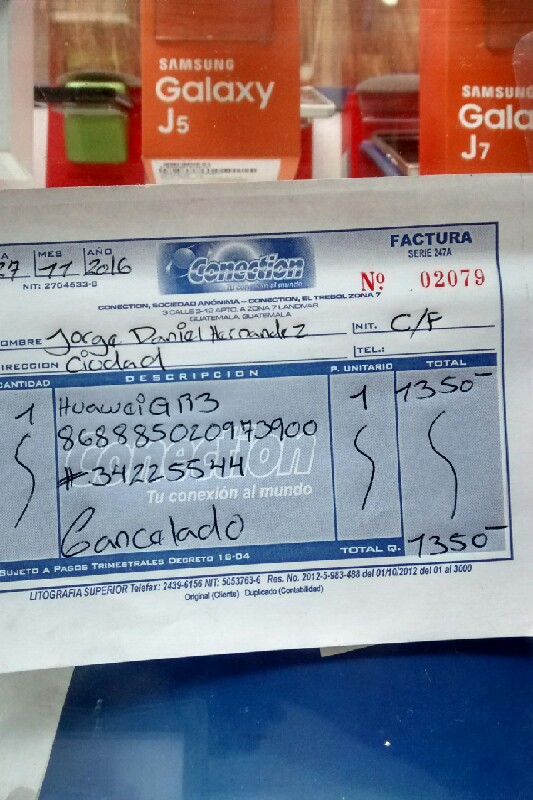 SAMSUNG
Galaxy
J5
SAMSUNG
Gala
J7
A MES AÑO
27 11 2016
NIT: 2704633-8
Conection
Tu conexión al mundo
FACTURA
SERIE 247A
Nº 02079
CONECTION, SOCIEDAD ANÓNIMA - CONECTION, EL TREBOL ZONA 7
3 CALLE 3-12 APTO. A ZONA 7 LANDIVAR
GUATEMALA, GUATEMALA
OMBRE Jorge Daniel Hernandez NIT. C/F
IRECCION Ciudad TEL.:
CANTIDAD DESCRIPCION P. UNITARIO TOTAL
1 Huawei GR3 1 1350-
868885020973900
#34225544
conection
Tu conexión al mundo
Cancelado
TOTAL Q. 1350-
SUJETO A PAGOS TRIMESTRALES DECRETO 16-04
LITOGRAFIA SUPERIOR Telefax: 2439-6156 NIT: 5053763-6 Res. No. 2012-5-983-488 del 01/10/2012 del 01 al 3000
Original (Cliente) Duplicado (Contabilidad)